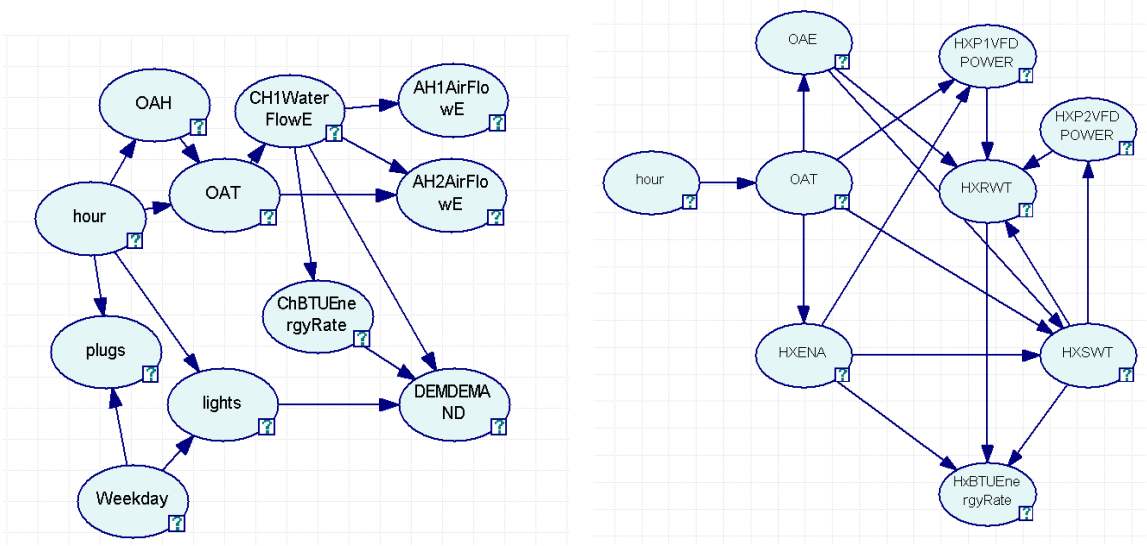 OAH
?
CH1Water
FlowE
?
AH1AirFlo
wE
?
OAT
?
AH2AirFlo
wE
?
hour
?
ChBTUEne
rgyRate
?
plugs
?
lights
?
DEMDEMA
ND
?
Weekday
?
OAE
?
HXP1VFD
POWER
?
HXP2VFD
POWER
?
hour
?
OAT
?
HXRWT
?
HXENA
?
HXSWT
?
HxBTUEne
rgyRate
?